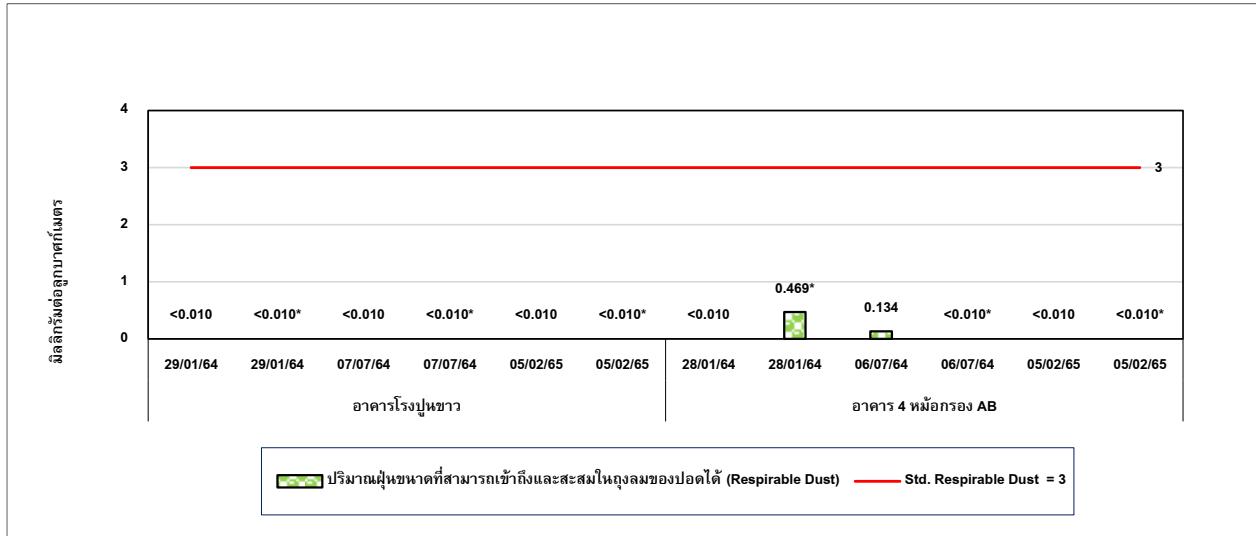 มิลลิกรัมต่อลูกบาศก์เมตร
4
3
2
1
0
3
<0.010 <0.010* <0.010 <0.010* <0.010 <0.010* <0.010 0.469* 0.134 <0.010* <0.010 <0.010*
29/01/64 29/01/64 07/07/64 07/07/64 05/02/65 05/02/65 28/01/64 28/01/64 06/07/64 06/07/64 05/02/65 05/02/65
อาคารโรงปูนขาว อาคาร 4 หม้อกรอง AB
ปริมาณฝุ่นขนาดที่สามารถเข้าถึงและสะสมในถุงลมของปอดได้ (Respirable Dust) Std. Respirable Dust = 3